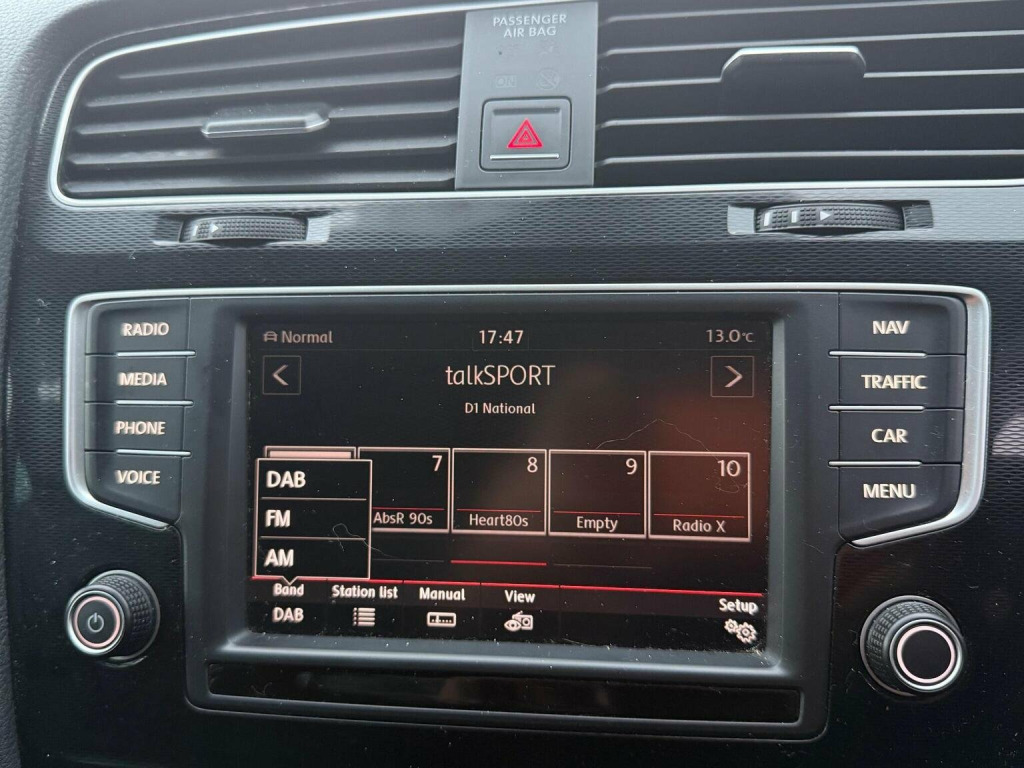 PASSENGER
AIR BAG
RADIO
MEDIA
PHONE
VOICE
Normal 17:47 13.0°C
talkSPORT
D1 National
7 8 9 10
AbsR 90s Heart80s Empty Radio X
DAB
FM
AM
Band Station list Manual View Setup
DAB
NAV
TRAFFIC
CAR
MENU